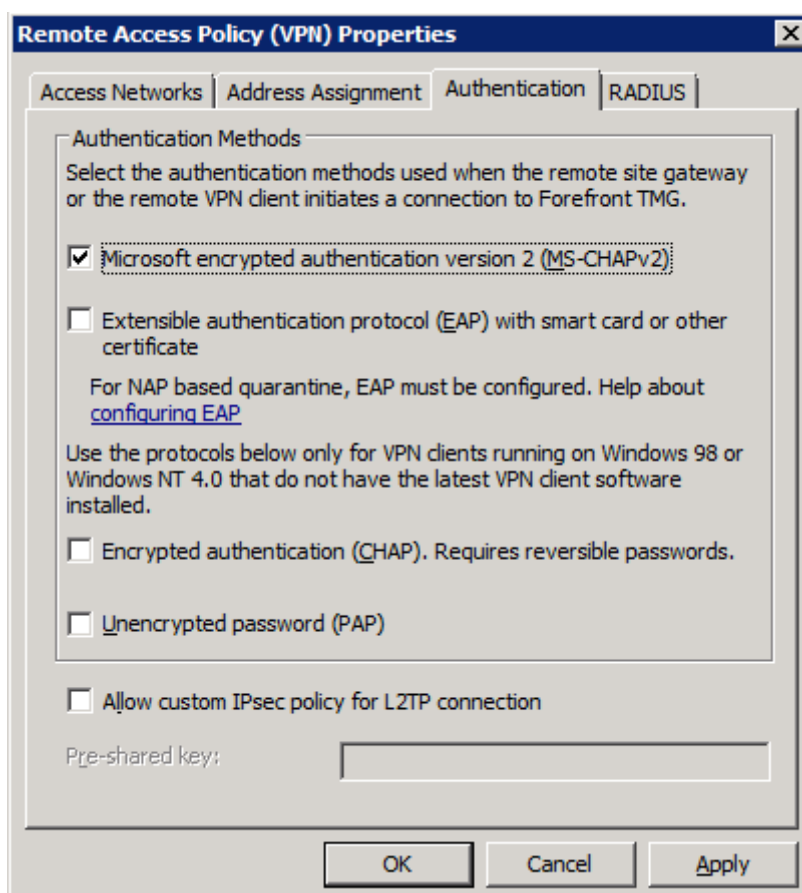 Remote Access Policy (VPN) Properties
Access Networks
Address Assignment
Authentication
RADIUS
Authentication Methods
Select the authentication methods used when the remote site gateway
or the remote VPN client initiates a connection to Forefront TMG.
Microsoft encrypted authentication version 2 (MS-CHAPv2)
Extensible authentication protocol (EAP) with smart card or other
certificate
For NAP based quarantine, EAP must be configured. Help about
configuring EAP
Use the protocols below only for VPN clients running on Windows 98 or
Windows NT 4.0 that do not have the latest VPN client software
installed.
Encrypted authentication (CHAP). Requires reversible passwords.
Unencrypted password (PAP)
Allow custom IPsec policy for L2TP connection
Pre-shared key:
OK
Cancel
Apply